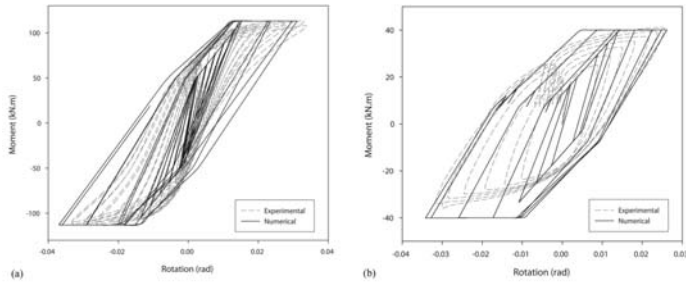 100
50
0
-50
-100
Moment (kN.m)
-0.04
-0.02
0.00
0.02
0.04
Rotation (rad)
Experimental
Numerical
(a)
40
20
0
-20
-40
Moment (kN.m)
-0.04
-0.03
-0.02
-0.01
0.00
0.01
0.02
0.03
Rotation (rad)
Experimental
Numerical
(b)